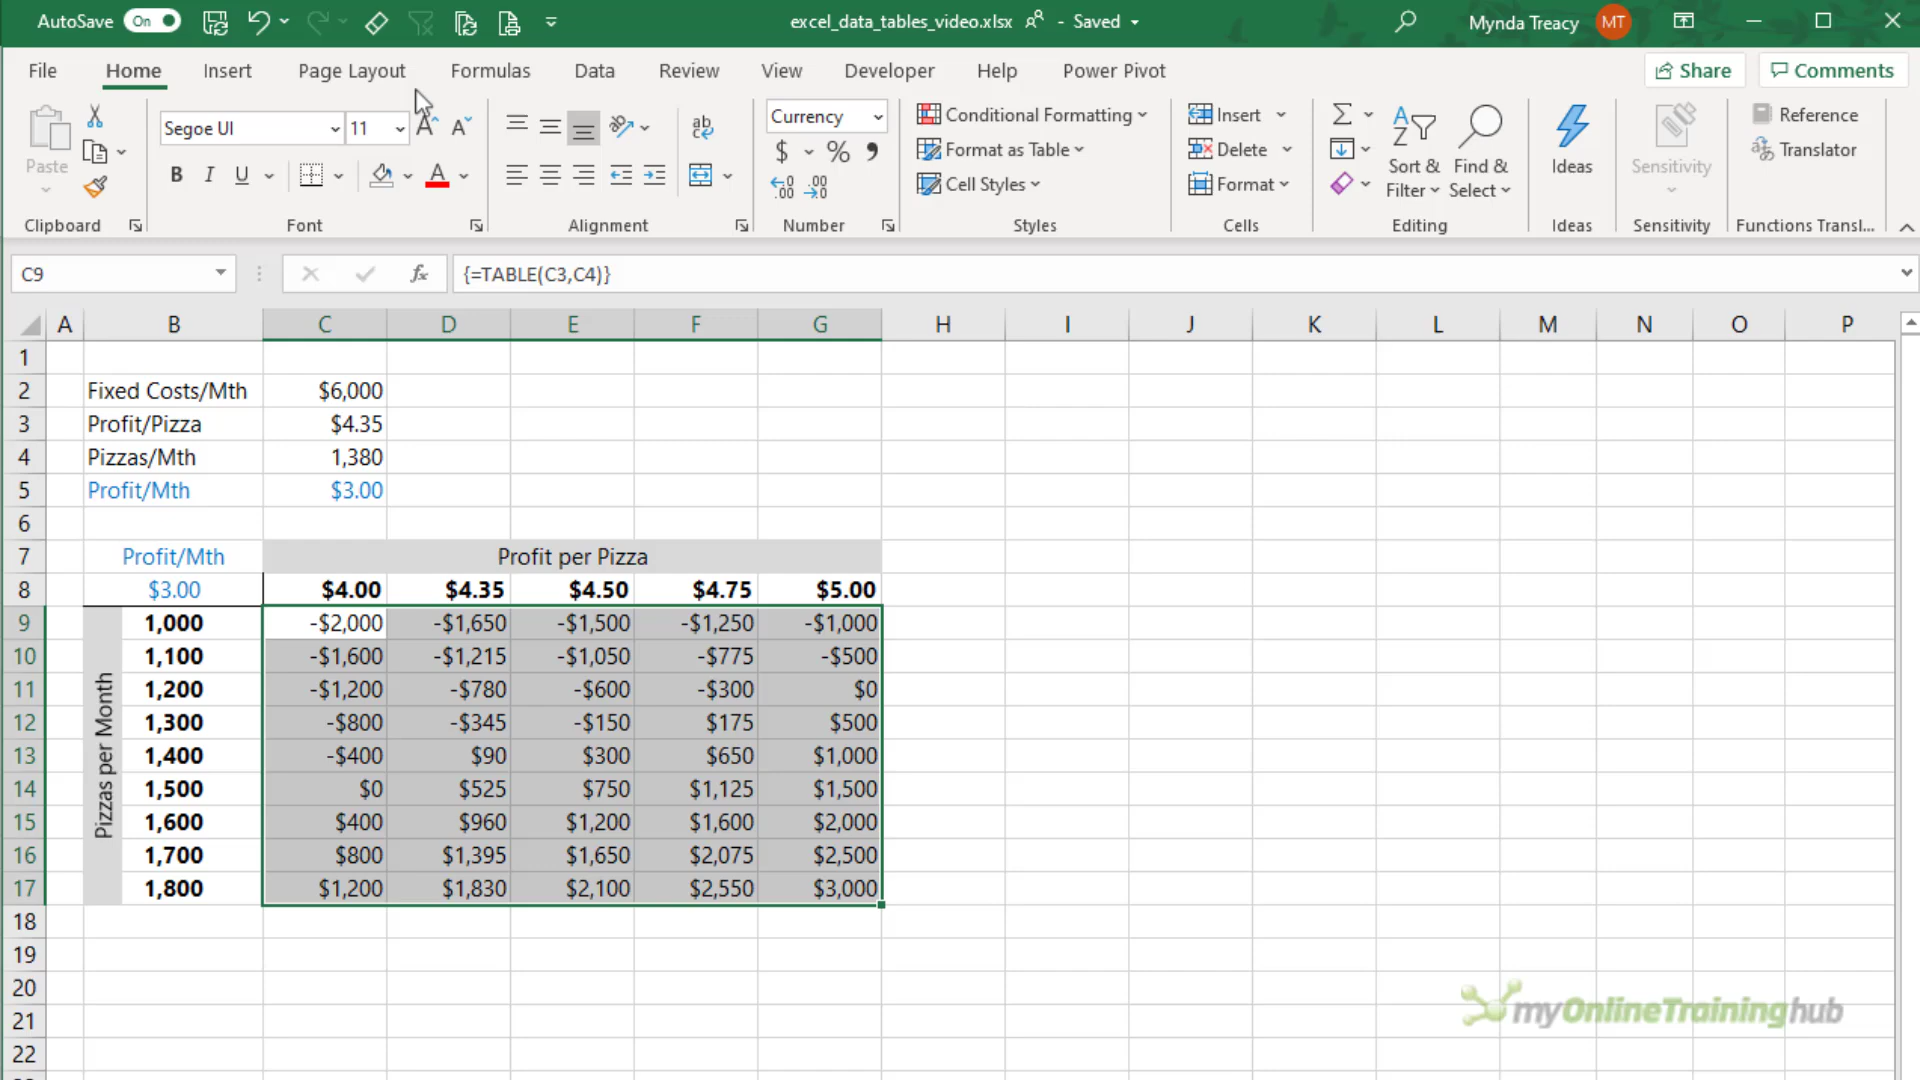 AutoSave On excel_data_tables_video.xlsx - Saved Mynda Treacy MT
File Home Insert Page Layout Formulas Data Review View Developer Help Power Pivot Share Comments
Paste
Clipboard
Segoe UI 11
B I U A
Font
ab
Alignment
Currency
$ % ,
Number
Conditional Formatting
Format as Table
Cell Styles
Styles
Insert
Delete
Format
Cells
Sort & Filter
Find & Select
Editing
Ideas
Ideas
Sensitivity
Sensitivity
Reference
Translator
Functions Transl...
C9 fx {=TABLE(C3,C4)}
A B C D E F G H I J K L M N O P
1
2 Fixed Costs/Mth $6,000
3 Profit/Pizza $4.35
4 Pizzas/Mth 1,380
5 Profit/Mth $3.00
6
7 Profit/Mth Profit per Pizza
8 $3.00 $4.00 $4.35 $4.50 $4.75 $5.00
Pizzas per Month
9 1,000 -$2,000 -$1,650 -$1,500 -$1,250 -$1,000
10 1,100 -$1,600 -$1,215 -$1,050 -$775 -$500
11 1,200 -$1,200 -$780 -$600 -$300 $0
12 1,300 -$800 -$345 -$150 $175 $500
13 1,400 -$400 $90 $300 $650 $1,000
14 1,500 $0 $525 $750 $1,125 $1,500
15 1,600 $400 $960 $1,200 $1,600 $2,000
16 1,700 $800 $1,395 $1,650 $2,075 $2,500
17 1,800 $1,200 $1,830 $2,100 $2,550 $3,000
18
19
20
21
22
myOnlineTraininghub